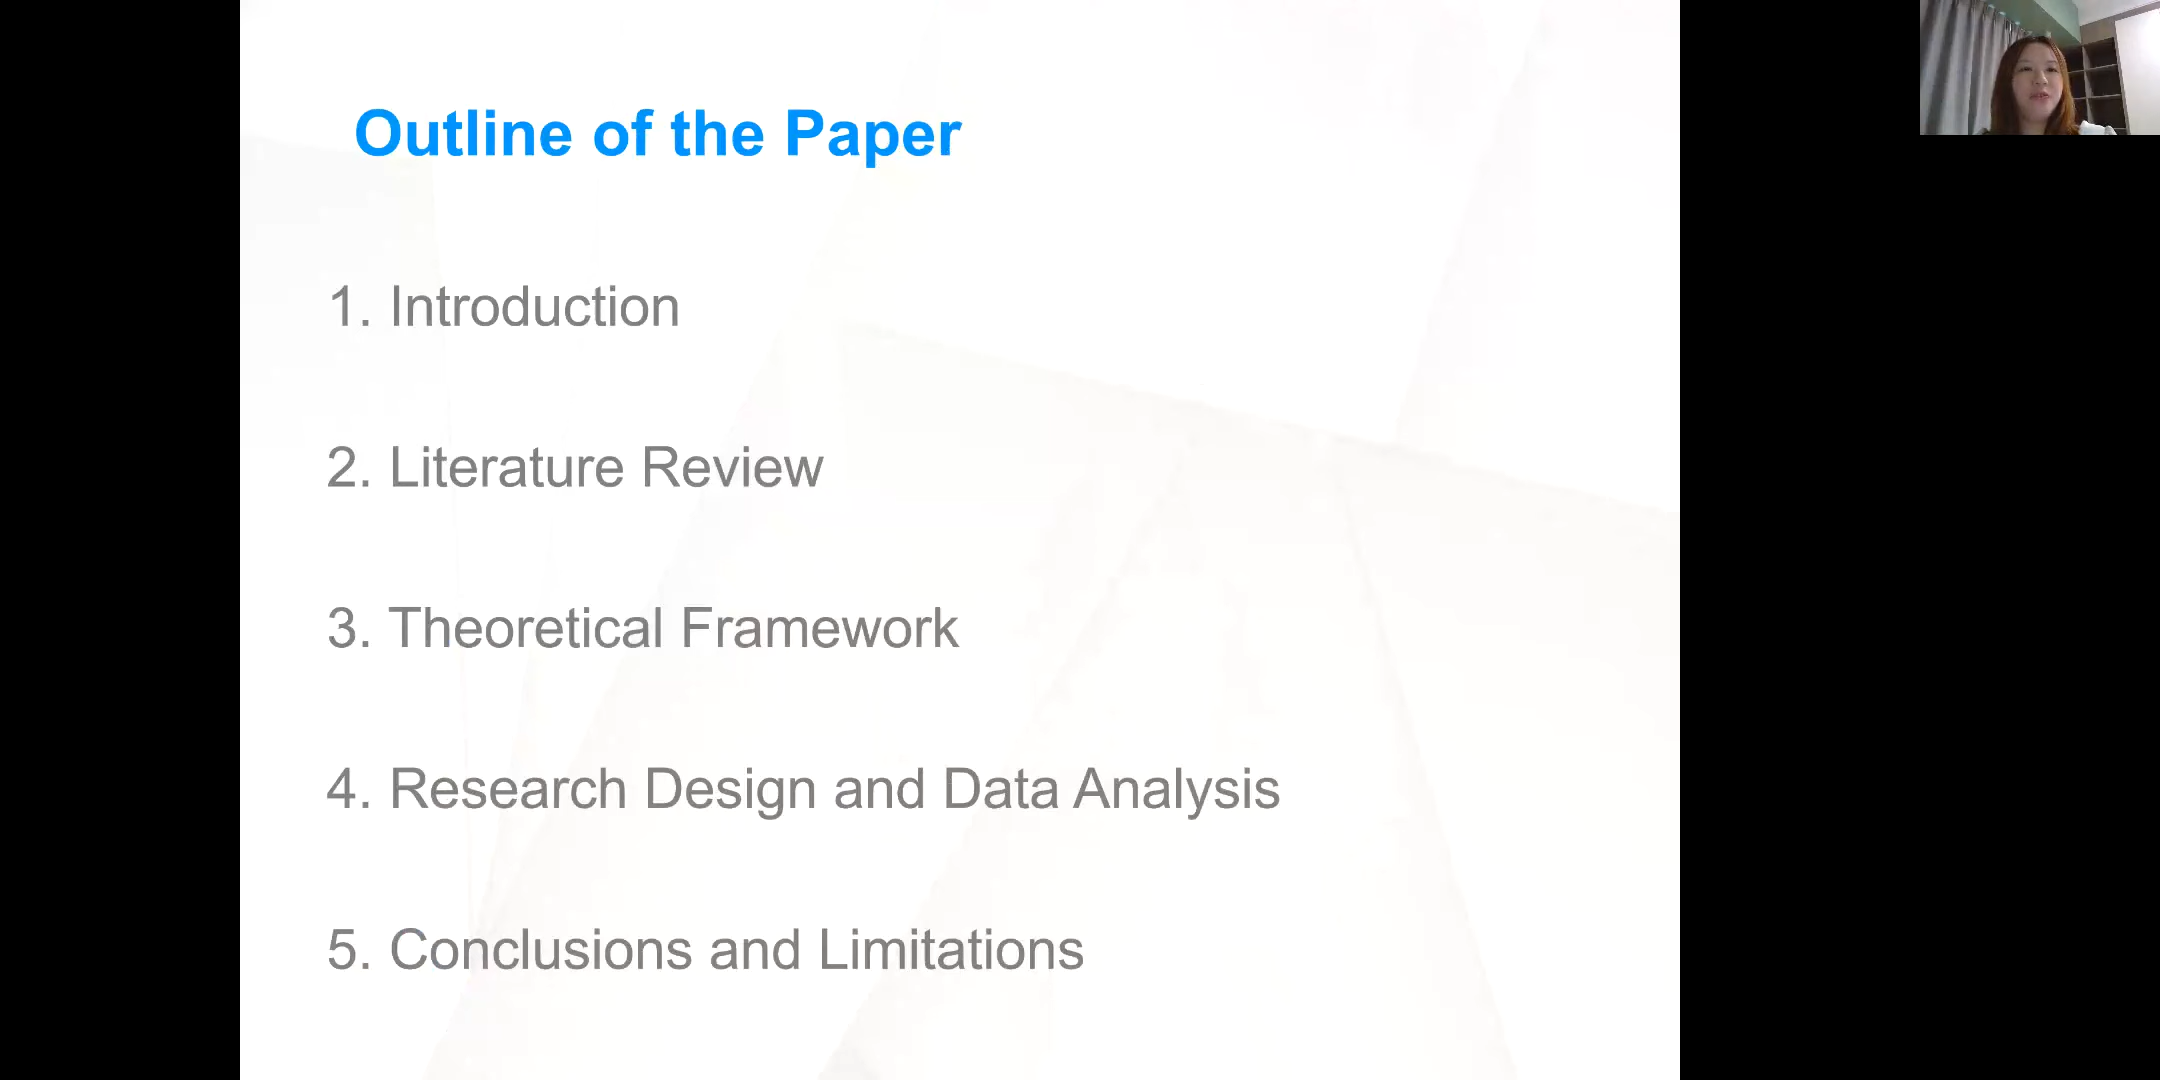 Outline of the Paper
1. Introduction
2. Literature Review
3. Theoretical Framework
4. Research Design and Data Analysis
5. Conclusions and Limitations